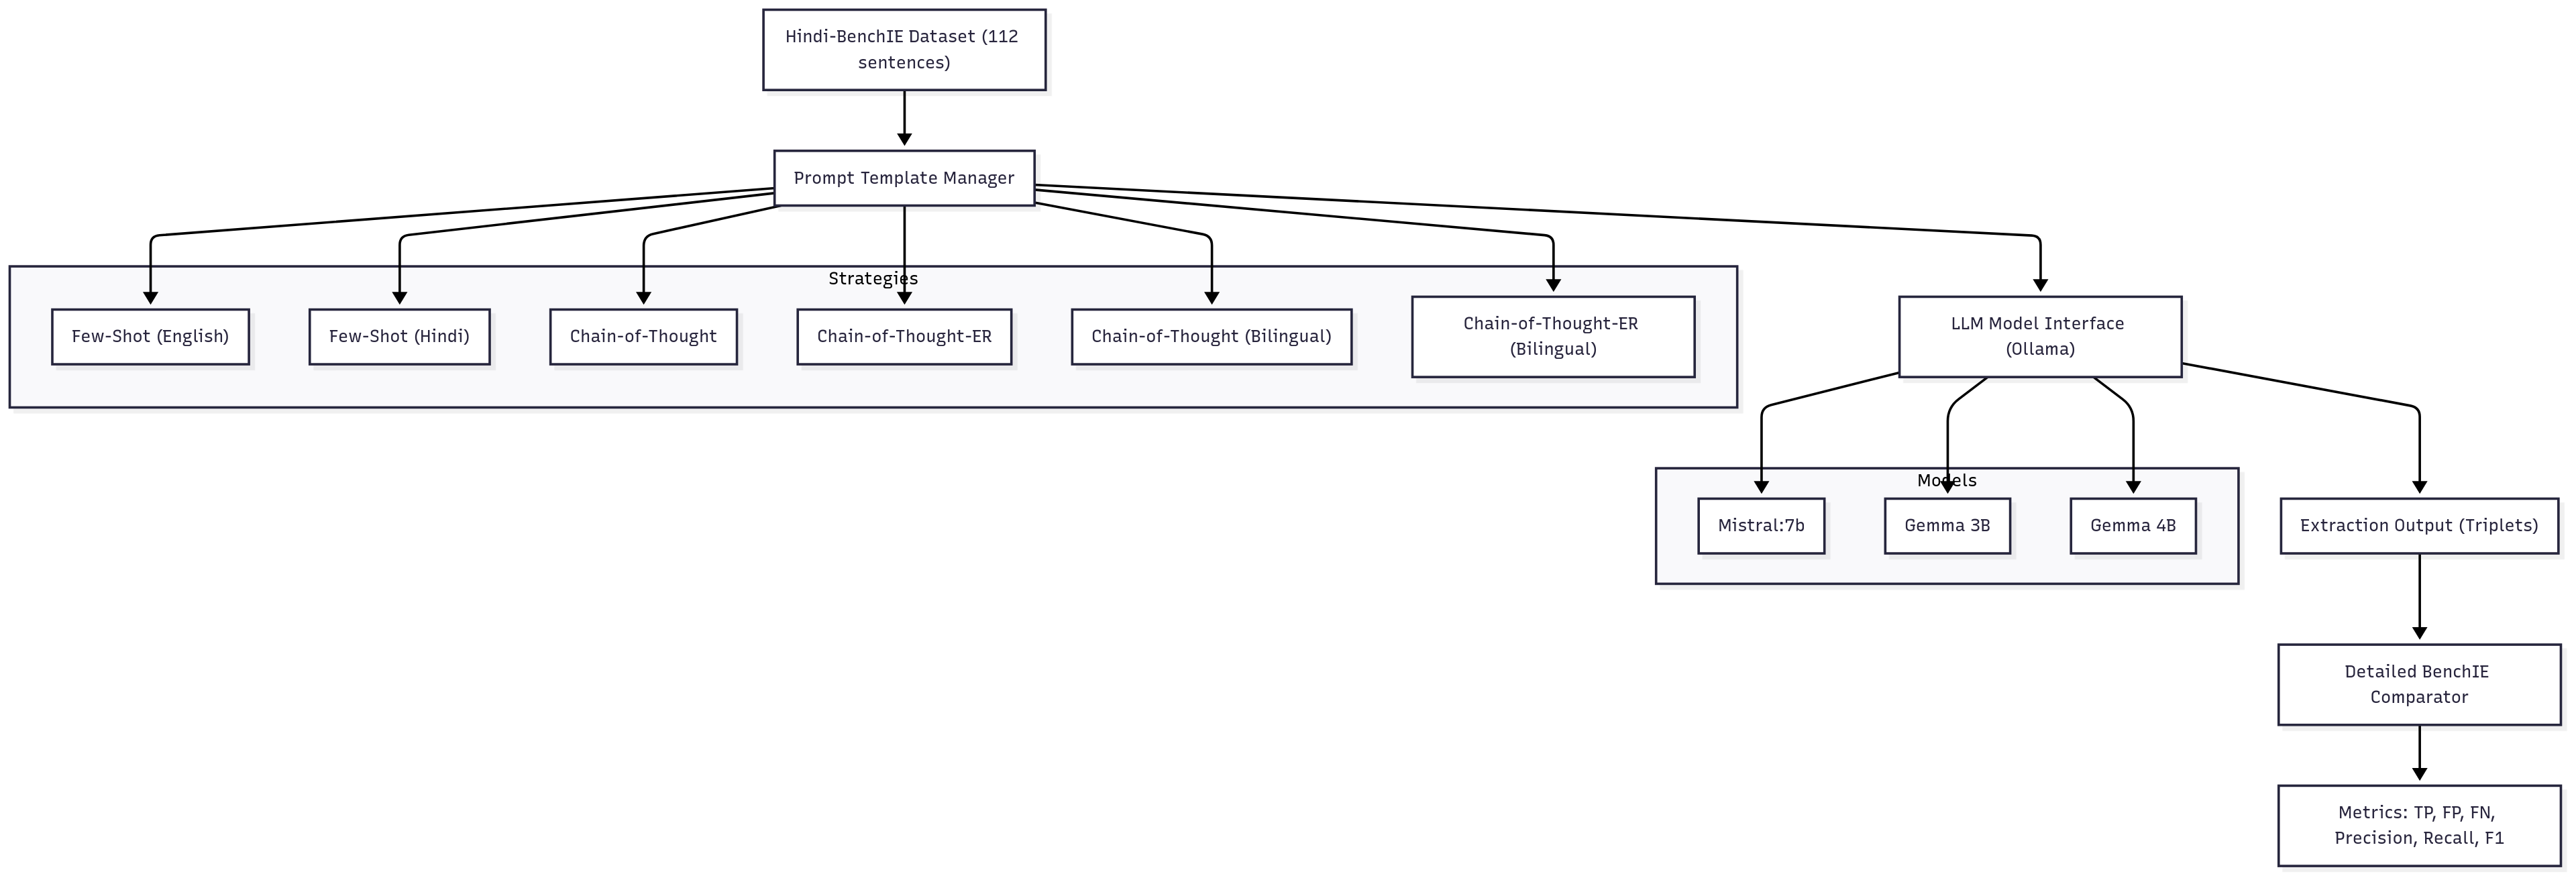 Hindi-BenchIE Dataset (112
sentences)
Prompt Template Manager
Strategies
Few-Shot (English)
Few-Shot (Hindi)
Chain-of-Thought
Chain-of-Thought-ER
Chain-of-Thought (Bilingual)
Chain-of-Thought-ER
(Bilingual)
LLM Model Interface
(Ollama)
Models
Mistral:7b
Gemma 3B
Gemma 4B
Extraction Output (Triplets)
Detailed BenchIE
Comparator
Metrics: TP, FP, FN,
Precision, Recall, F1